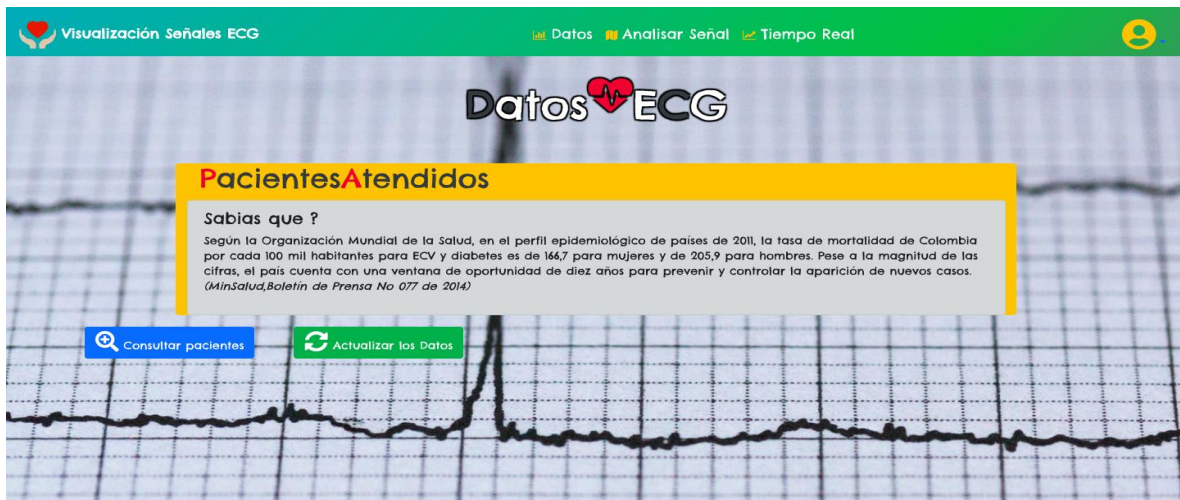 Visualización Señales ECG
Datos
Analisar Señal
Tiempo Real
Datos ECG
PacientesAtendidos
Sabias que ?
Según la Organización Mundial de la Salud, en el perfil epidemiológico de países de 2011, la tasa de mortalidad de Colombia
por cada 100 mil habitantes para ECV y diabetes es de 166,7 para mujeres y de 205,9 para hombres. Pese a la magnitud de las
cifras, el país cuenta con una ventana de oportunidad de diez años para prevenir y controlar la aparición de nuevos casos.
(MinSalud,Boletín de Prensa No 077 de 2014)
Consultar pacientes
Actualizar los Datos